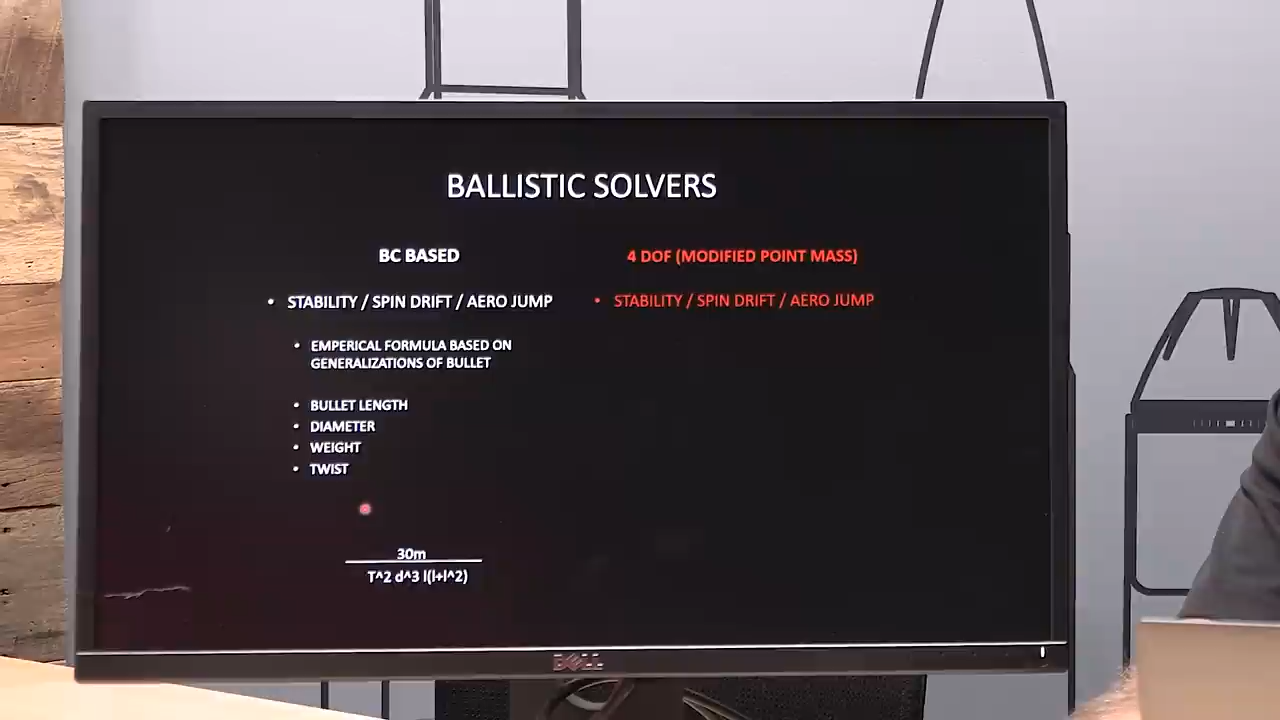 BALLISTIC SOLVERS
BC BASED
• STABILITY / SPIN DRIFT / AERO JUMP
• EMPERICAL FORMULA BASED ON
GENERALIZATIONS OF BULLET
• BULLET LENGTH
• DIAMETER
• WEIGHT
• TWIST
30m
T^2 d^3 l(l+l^2)
4 DOF (MODIFIED POINT MASS)
• STABILITY / SPIN DRIFT / AERO JUMP
DELL